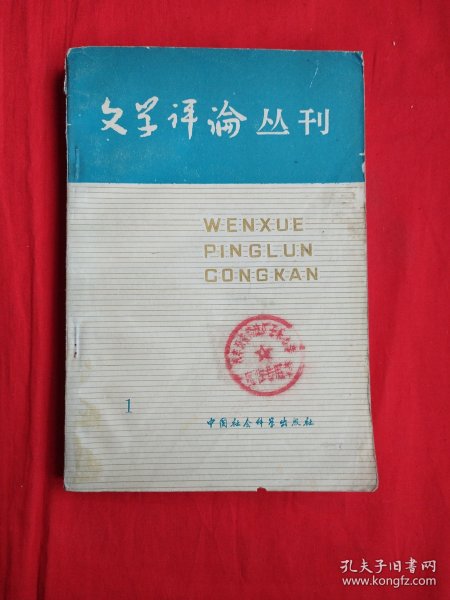 文学评论丛刊
WENXUE
PINGLUN
CONGKAN
1
中国社会科学出版社
孔夫子旧书网
www.kongfz.com